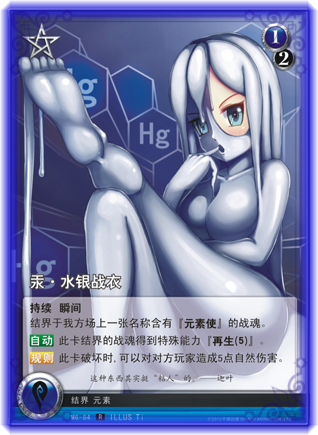 I
2
Hg
Hg
Hg
汞·水银战衣
持续 瞬间
结界于我方场上一张名称含有『元素使』的战魂。
自动 此卡结界的战魂得到特殊能力『再生(5)』。
规则 此卡破坏时,可以对对方玩家造成5点自然伤害。
这种东西其实挺“粘人”的。——迦叶
结界 元素
R ILLUS Ti